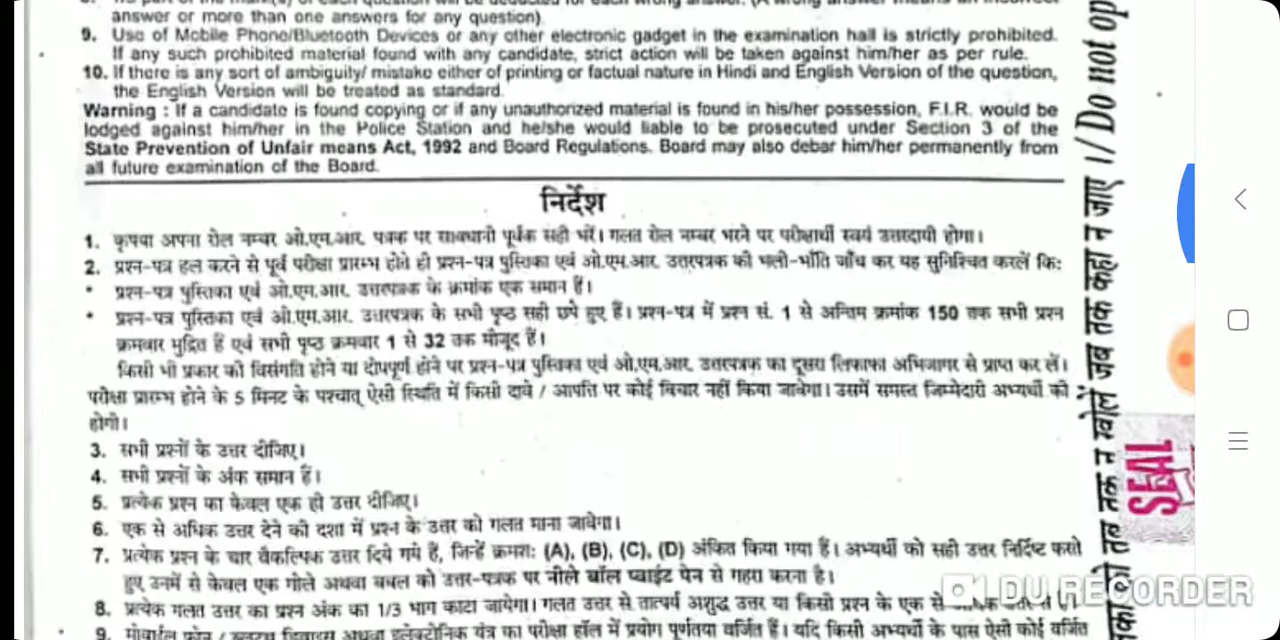 answer or more than one answers for any question).
9. Use of Mobile Phone/Bluetooth Devices or any other electronic gadget in the examination hall is strictly prohibited.
If any such prohibited material found with any candidate, strict action will be taken against him/her as per rule.
10. If there is any sort of ambiguity/ mistake either of printing or factual nature in Hindi and English Version of the question,
the English Version will be treated as standard.
Warning : If a candidate is found copying or if any unauthorized material is found in his/her possession, F.I.R. would be
lodged against him/her in the Police Station and he/she would liable to be prosecuted under Section 3 of the
State Prevention of Unfair means Act, 1992 and Board Regulations. Board may also debar him/her permanently from
all future examination of the Board.
निर्देश
1. कृपया अपना रोल नम्बर ओ.एम.आर. पत्रक पर सावधानी पूर्वक सही भरें। गलत रोल नम्बर भरने पर परीक्षार्थी स्वयं उत्तरदायी होगा।
2. प्रश्न-पत्र हल करने से पूर्व परीक्षा प्रारम्भ होते ही प्रश्न-पत्र पुस्तिका एवं ओ.एम.आर. उत्तरपत्रक की भली-भाँति जाँच कर यह सुनिश्चित करलें कि:
* प्रश्न-पत्र पुस्तिका एवं ओ.एम.आर. उत्तरपत्रक के क्रमांक एक समान हैं।
* प्रश्न-पत्र पुस्तिका एवं ओ.एम.आर. उत्तरपत्रक के सभी पृष्ठ सही छपे हुए हैं। प्रश्न-पत्र में प्रश्न सं. 1 से अन्तिम क्रमांक 150 तक सभी प्रश्न
क्रमवार मुद्रित हैं एवं सभी पृष्ठ क्रमवार 1 से 32 तक मौजूद हैं।
किसी भी प्रकार की विसंगति होने या दोषपूर्ण होने पर प्रश्न-पत्र पुस्तिका एवं ओ.एम.आर. उत्तरपत्रक का दूसरा लिफाफा अभिजागर से प्राप्त कर लें।
परीक्षा प्रारम्भ होने के 5 मिनट के पश्चात् ऐसी स्थिति में किसी दावे / आपत्ति पर कोई विचार नहीं किया जावेगा। उसमें समस्त जिम्मेदारी अभ्यर्थी की
होगी।
3. सभी प्रश्नों के उत्तर दीजिए।
4. सभी प्रश्नों के अंक समान हैं।
5. प्रत्येक प्रश्न का केवल एक ही उत्तर दीजिए।
6. एक से अधिक उत्तर देने की दशा में प्रश्न के उत्तर को गलत माना जावेगा।
7. प्रत्येक प्रश्न के चार वैकल्पिक उत्तर दिये गये हैं, जिन्हें क्रमशः (A), (B), (C), (D) अंकित किया गया है। अभ्यर्थी को सही उत्तर निर्दिष्ट करते
हुए उनमें से केवल एक गोले अथवा बबल को उत्तर-पत्रक पर नीले बॉल प्वाईंट पेन से गहरा करना है।
8. प्रत्येक गलत उत्तर का प्रश्न अंक का 1/3 भाग काटा जायेगा। गलत उत्तर से तात्पर्य अशुद्ध उत्तर या किसी प्रश्न के एक से
9. मोबाईल फोन / इलेक्ट्रोनिक यंत्र का परीक्षा हॉल में प्रयोग पूर्णतया वर्जित हैं। यदि किसी अभ्यर्थी के पास ऐसी कोई वर्जित
जब तक कहा न जाए। / Do not op
SEAL
DU RECORDER